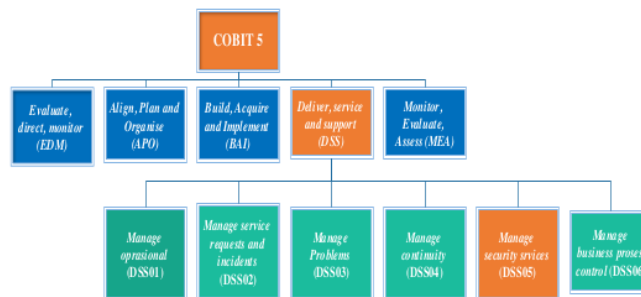 COBIT 5
Evaluate,
direct, monitor
(EDM)
Align, Plan and
Organise
(APO)
Build, Acquire
and Implement
(BAI)
Deliver, service
and support
(DSS)
Monitor,
Evaluate,
Assess (MEA)
Manage
oprasional
(DSS01)
Manage service
requests and
incidents
(DSS02)
Manage
Problems
(DSS03)
Manage
continuity
(DSS04)
Manage
security srvices
(DSS05)
Manage
business proses
control (DSS06)